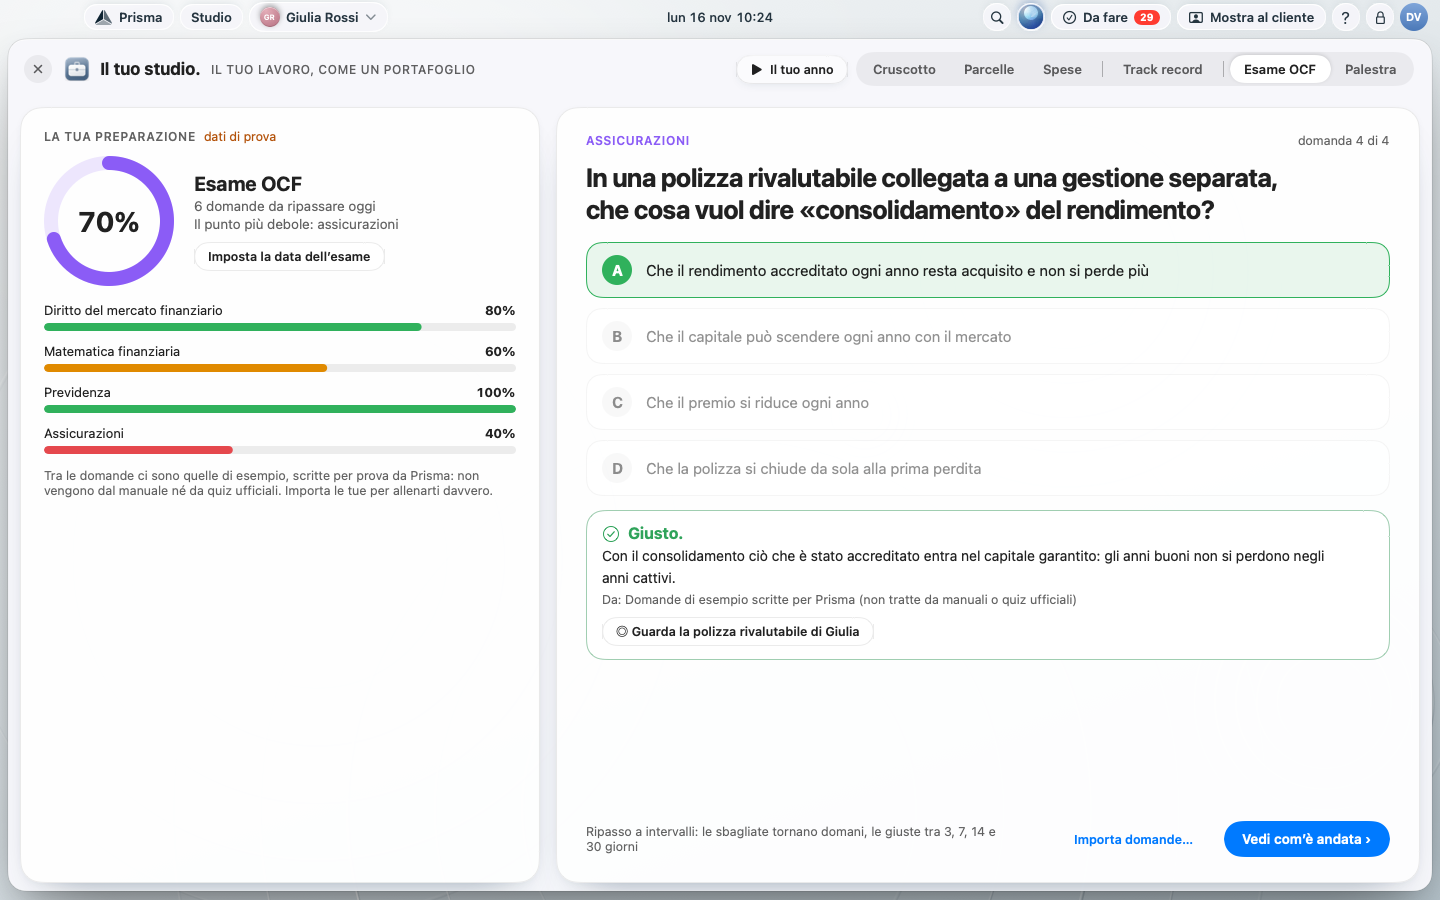 Prisma
Studio
GR Giulia Rossi
lun 16 nov 10:24
Da fare 29
Mostra al cliente
?
DV
Il tuo studio. IL TUO LAVORO, COME UN PORTAFOGLIO
Il tuo anno
Cruscotto
Parcelle
Spese
Track record
Esame OCF
Palestra
LA TUA PREPARAZIONE dati di prova
70%
Esame OCF
6 domande da ripassare oggi
Il punto più debole: assicurazioni
Imposta la data dell’esame
Diritto del mercato finanziario 80%
Matematica finanziaria 60%
Previdenza 100%
Assicurazioni 40%
Tra le domande ci sono quelle di esempio, scritte per prova da Prisma: non
vengono dal manuale né da quiz ufficiali. Importa le tue per allenarti davvero.
ASSICURAZIONI
domanda 4 di 4
In una polizza rivalutabile collegata a una gestione separata,
che cosa vuol dire «consolidamento» del rendimento?
A Che il rendimento accreditato ogni anno resta acquisito e non si perde più
B Che il capitale può scendere ogni anno con il mercato
C Che il premio si riduce ogni anno
D Che la polizza si chiude da sola alla prima perdita
Giusto.
Con il consolidamento ciò che è stato accreditato entra nel capitale garantito: gli anni buoni non si perdono negli
anni cattivi.
Da: Domande di esempio scritte per Prisma (non tratte da manuali o quiz ufficiali)
Guarda la polizza rivalutabile di Giulia
Ripasso a intervalli: le sbagliate tornano domani, le giuste tra 3, 7, 14 e
30 giorni
Importa domande...
Vedi com’è andata ›